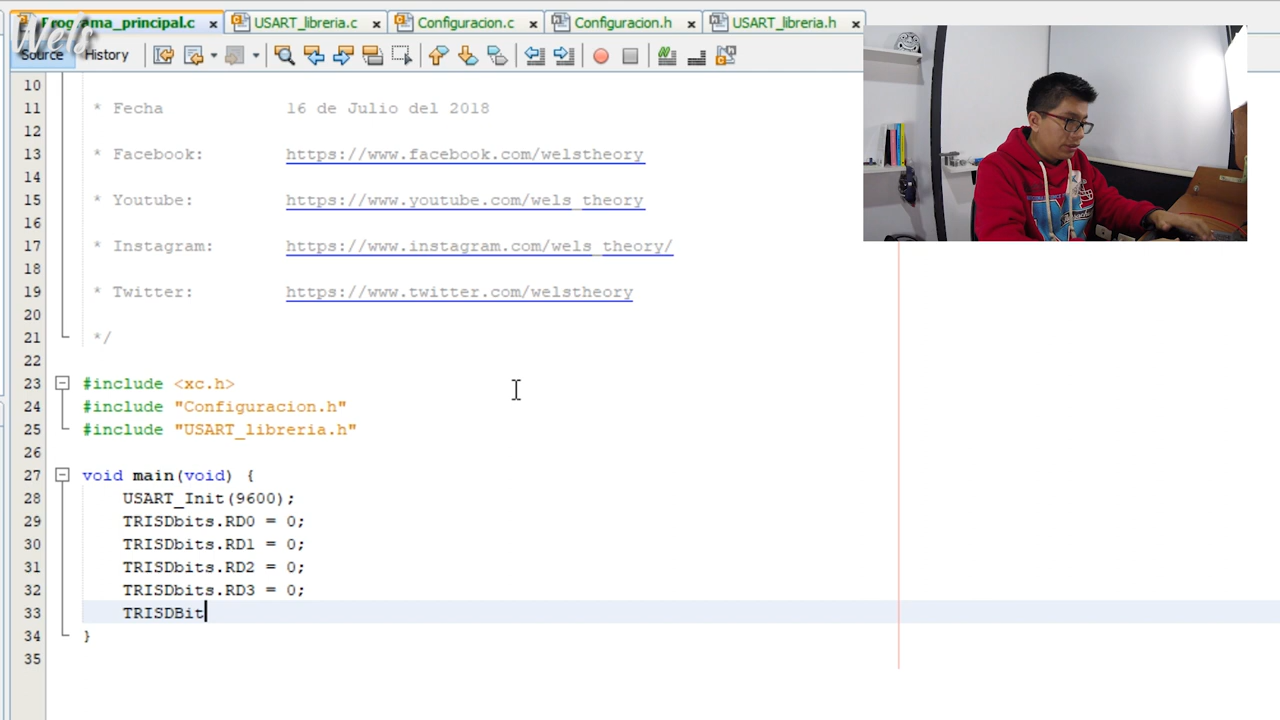 Programa_principal.c USART_libreria.c Configuracion.c Configuracion.h USART_libreria.h
Wels
Source History
10
11 * Fecha 16 de Julio del 2018
12
13 * Facebook: https://www.facebook.com/welstheory
14
15 * Youtube: https://www.youtube.com/wels_theory
16
17 * Instagram: https://www.instagram.com/wels_theory/
18
19 * Twitter: https://www.twitter.com/welstheory
20
21 */
22
23 #include <xc.h>
24 #include "Configuracion.h"
25 #include "USART_libreria.h"
26
27 void main(void) {
28 USART_Init(9600);
29 TRISDbits.RD0 = 0;
30 TRISDbits.RD1 = 0;
31 TRISDbits.RD2 = 0;
32 TRISDbits.RD3 = 0;
33 TRISDBit
34 }
35